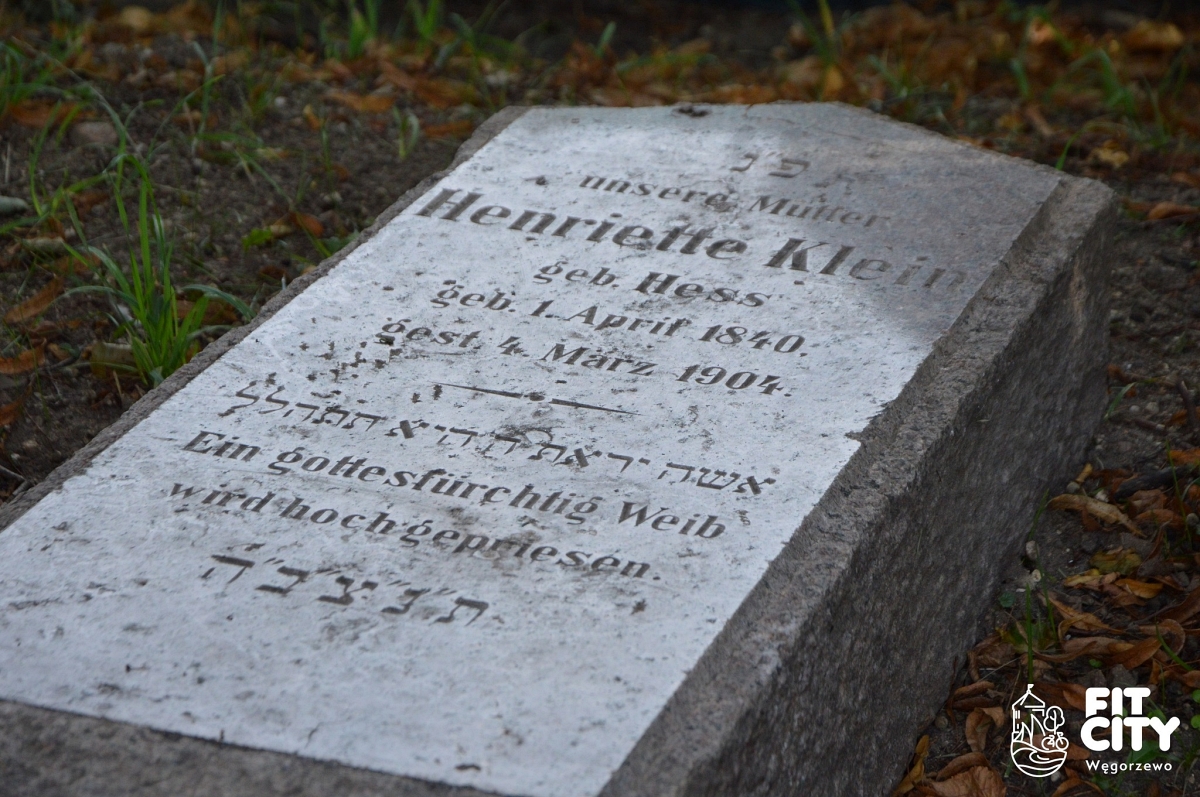 פ״נ
unsere Mutter
Henriette Klein
geb. Hess
geb. 1. April 1840.
gest. 4. März 1904.
אשה יראת ה׳ היא תתהלל
Ein gottesfürchtig Weib
wird hoch gepriesen.
ת״נ״צ״ב״ה
FIT
CITY
Węgorzewo